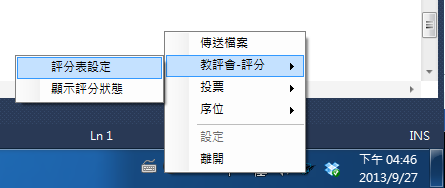 傳送檔案
教評會-評分
評分表設定
顯示評分狀態
投票
序位
設定
離開
Ln 1
INS
下午 04:46
2013/9/27